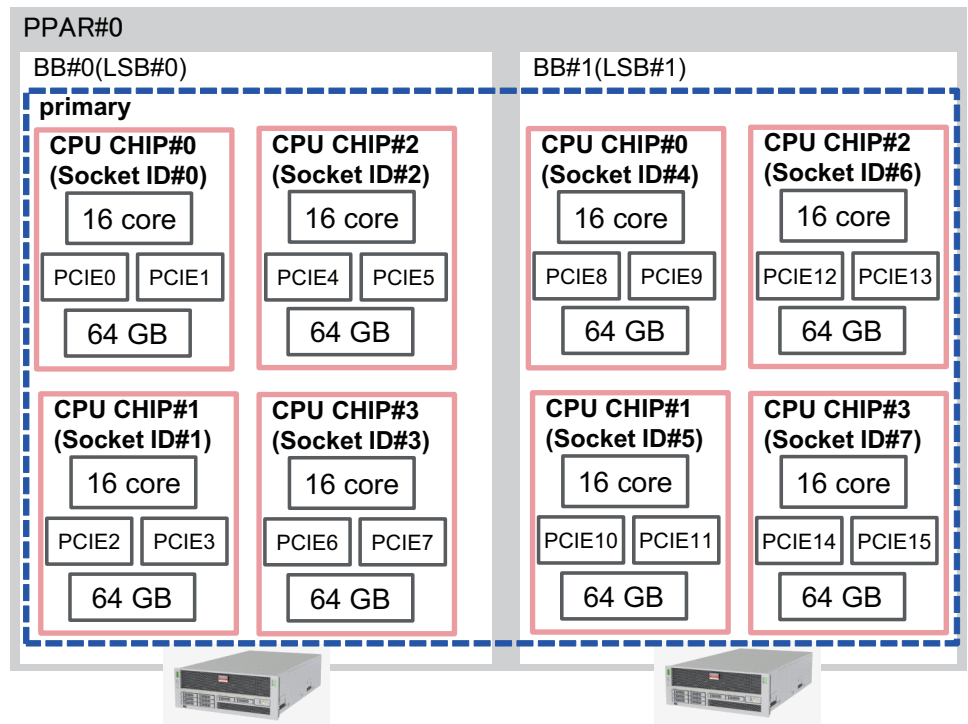 PPAR#0
BB#0(LSB#0)
primary
CPU CHIP#0
(Socket ID#0)
16 core
PCIE0 PCIE1
64 GB
CPU CHIP#2
(Socket ID#2)
16 core
PCIE4 PCIE5
64 GB
CPU CHIP#1
(Socket ID#1)
16 core
PCIE2 PCIE3
64 GB
CPU CHIP#3
(Socket ID#3)
16 core
PCIE6 PCIE7
64 GB
BB#1(LSB#1)
CPU CHIP#0
(Socket ID#4)
16 core
PCIE8 PCIE9
64 GB
CPU CHIP#2
(Socket ID#6)
16 core
PCIE12 PCIE13
64 GB
CPU CHIP#1
(Socket ID#5)
16 core
PCIE10 PCIE11
64 GB
CPU CHIP#3
(Socket ID#7)
16 core
PCIE14 PCIE15
64 GB